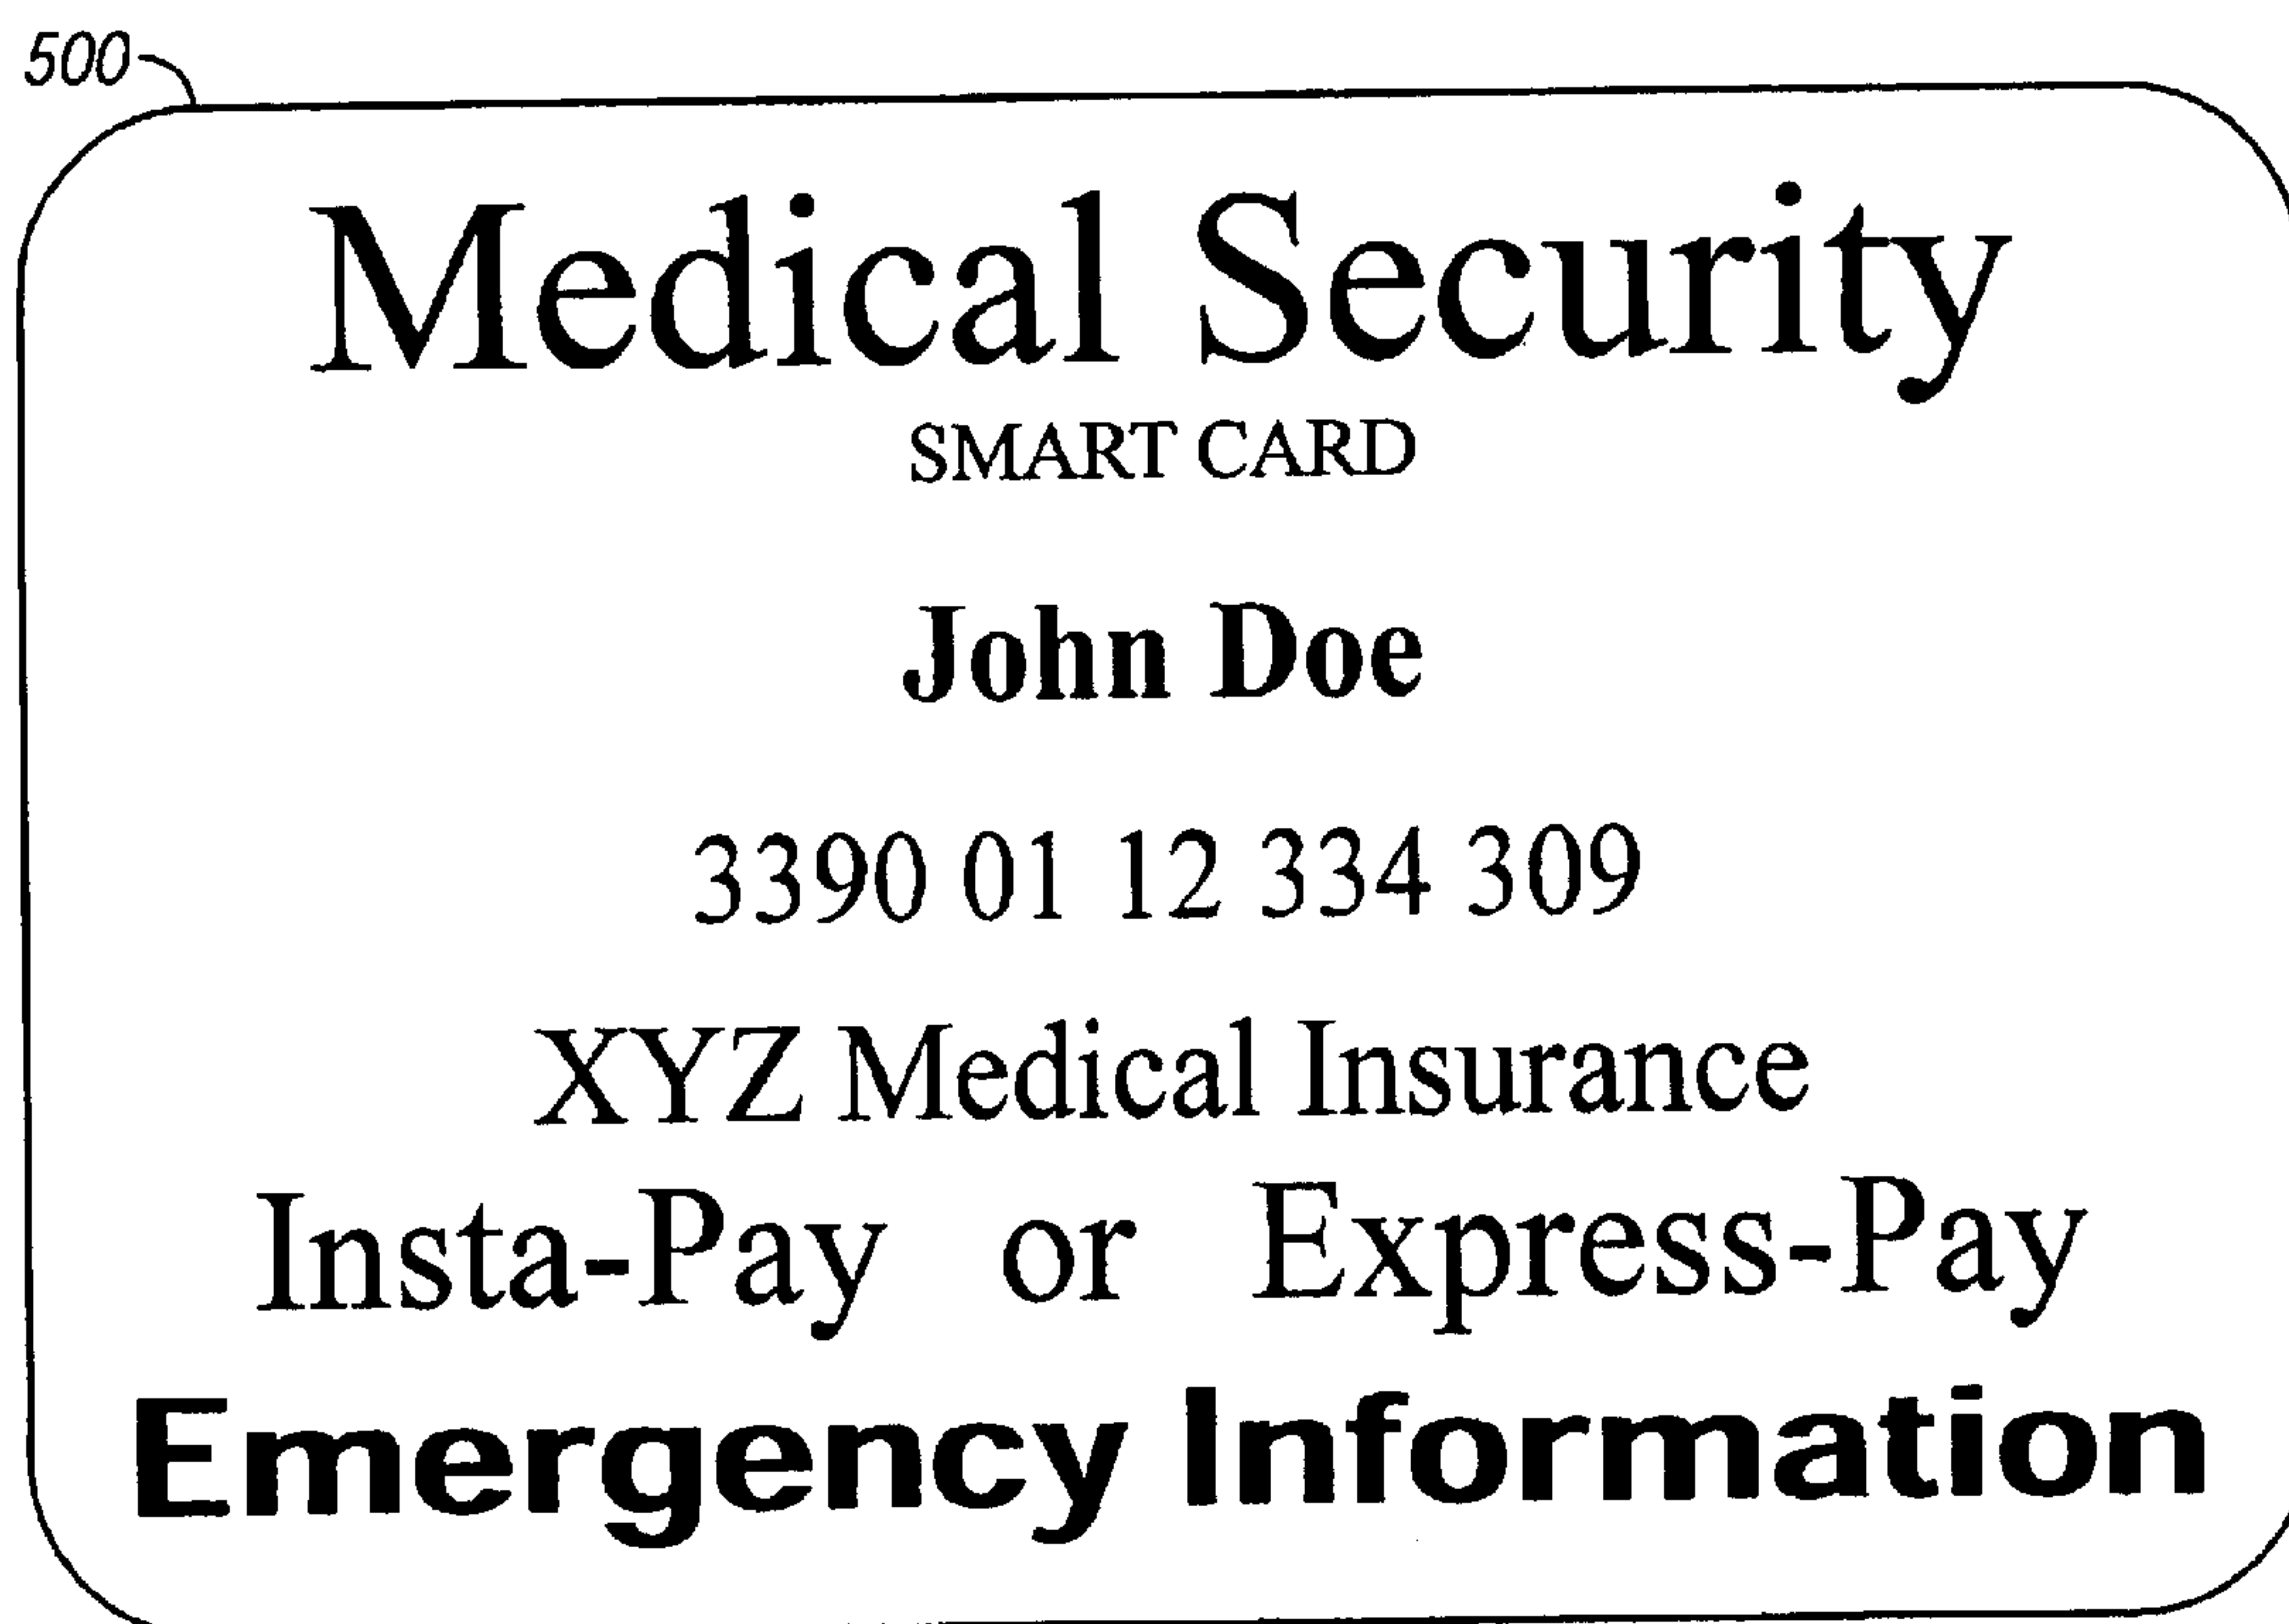 500
Medical Security
SMART CARD
John Doe
3390 01 12 334 309
XYZ Medical Insurance
Insta-Pay or Express-Pay
Emergency Information